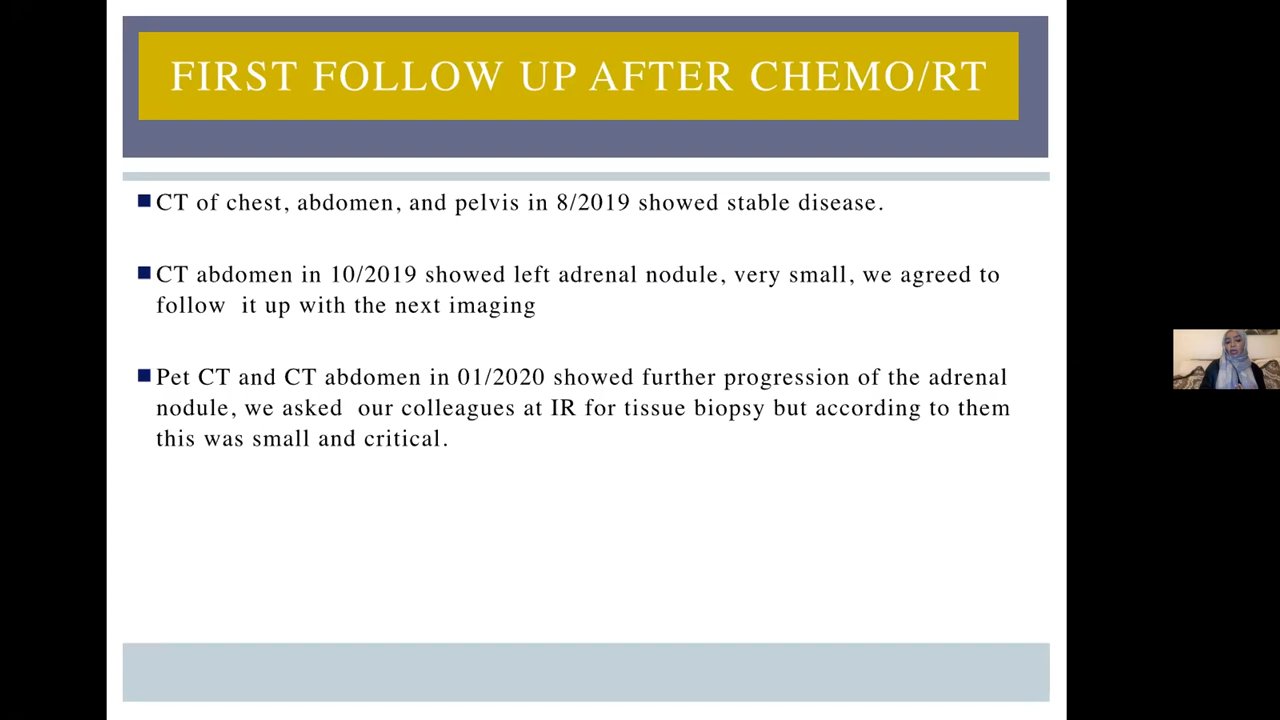 FIRST FOLLOW UP AFTER CHEMO/RT
CT of chest, abdomen, and pelvis in 8/2019 showed stable disease.
CT abdomen in 10/2019 showed left adrenal nodule, very small, we agreed to
follow it up with the next imaging
Pet CT and CT abdomen in 01/2020 showed further progression of the adrenal
nodule, we asked our colleagues at IR for tissue biopsy but according to them
this was small and critical.